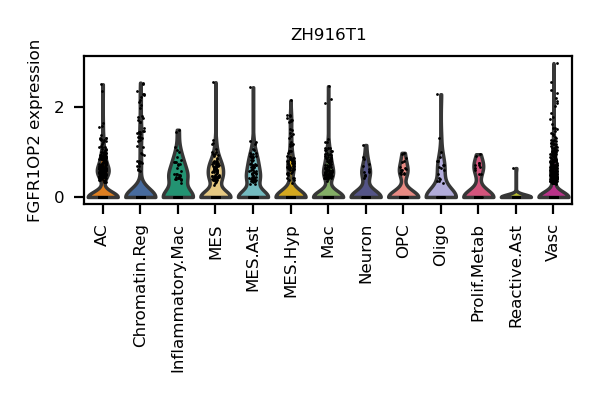 ZH916T1
FGFR1OP2 expression
2
0
AC
Chromatin.Reg
Inflammatory.Mac
MES
MES.Ast
MES.Hyp
Mac
Neuron
OPC
Oligo
Prolif.Metab
Reactive.Ast
Vasc